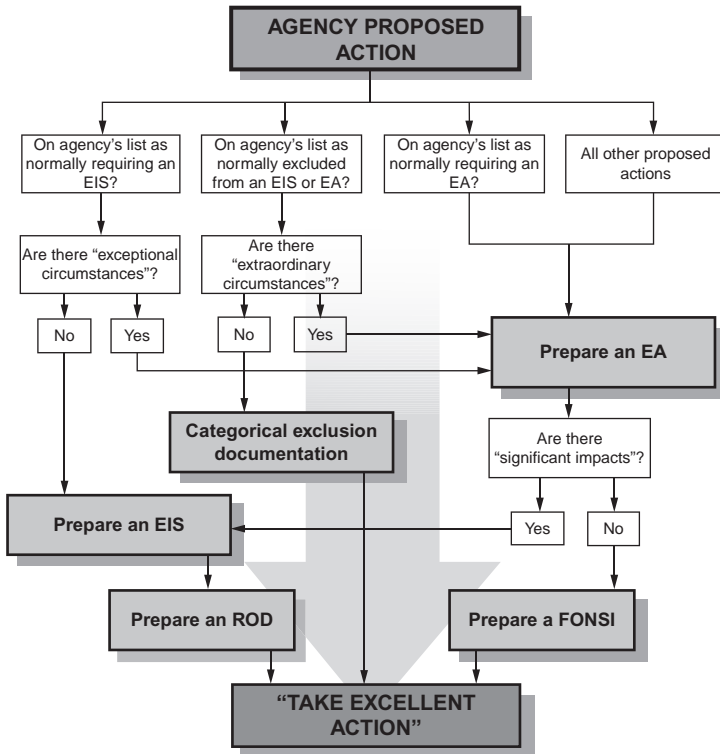 AGENCY PROPOSED
ACTION
On agency’s list as
normally requiring an
EIS?
On agency’s list as
normally excluded
from an EIS or EA?
On agency’s list as
normally requiring an
EA?
All other proposed
actions
Are there “exceptional
circumstances”?
Are there
“extraordinary
circumstances”?
No
Yes
No
Yes
Prepare an EA
Categorical exclusion
documentation
Are there
“significant impacts”?
Prepare an EIS
Yes
No
Prepare an ROD
Prepare a FONSI
“TAKE EXCELLENT
ACTION”